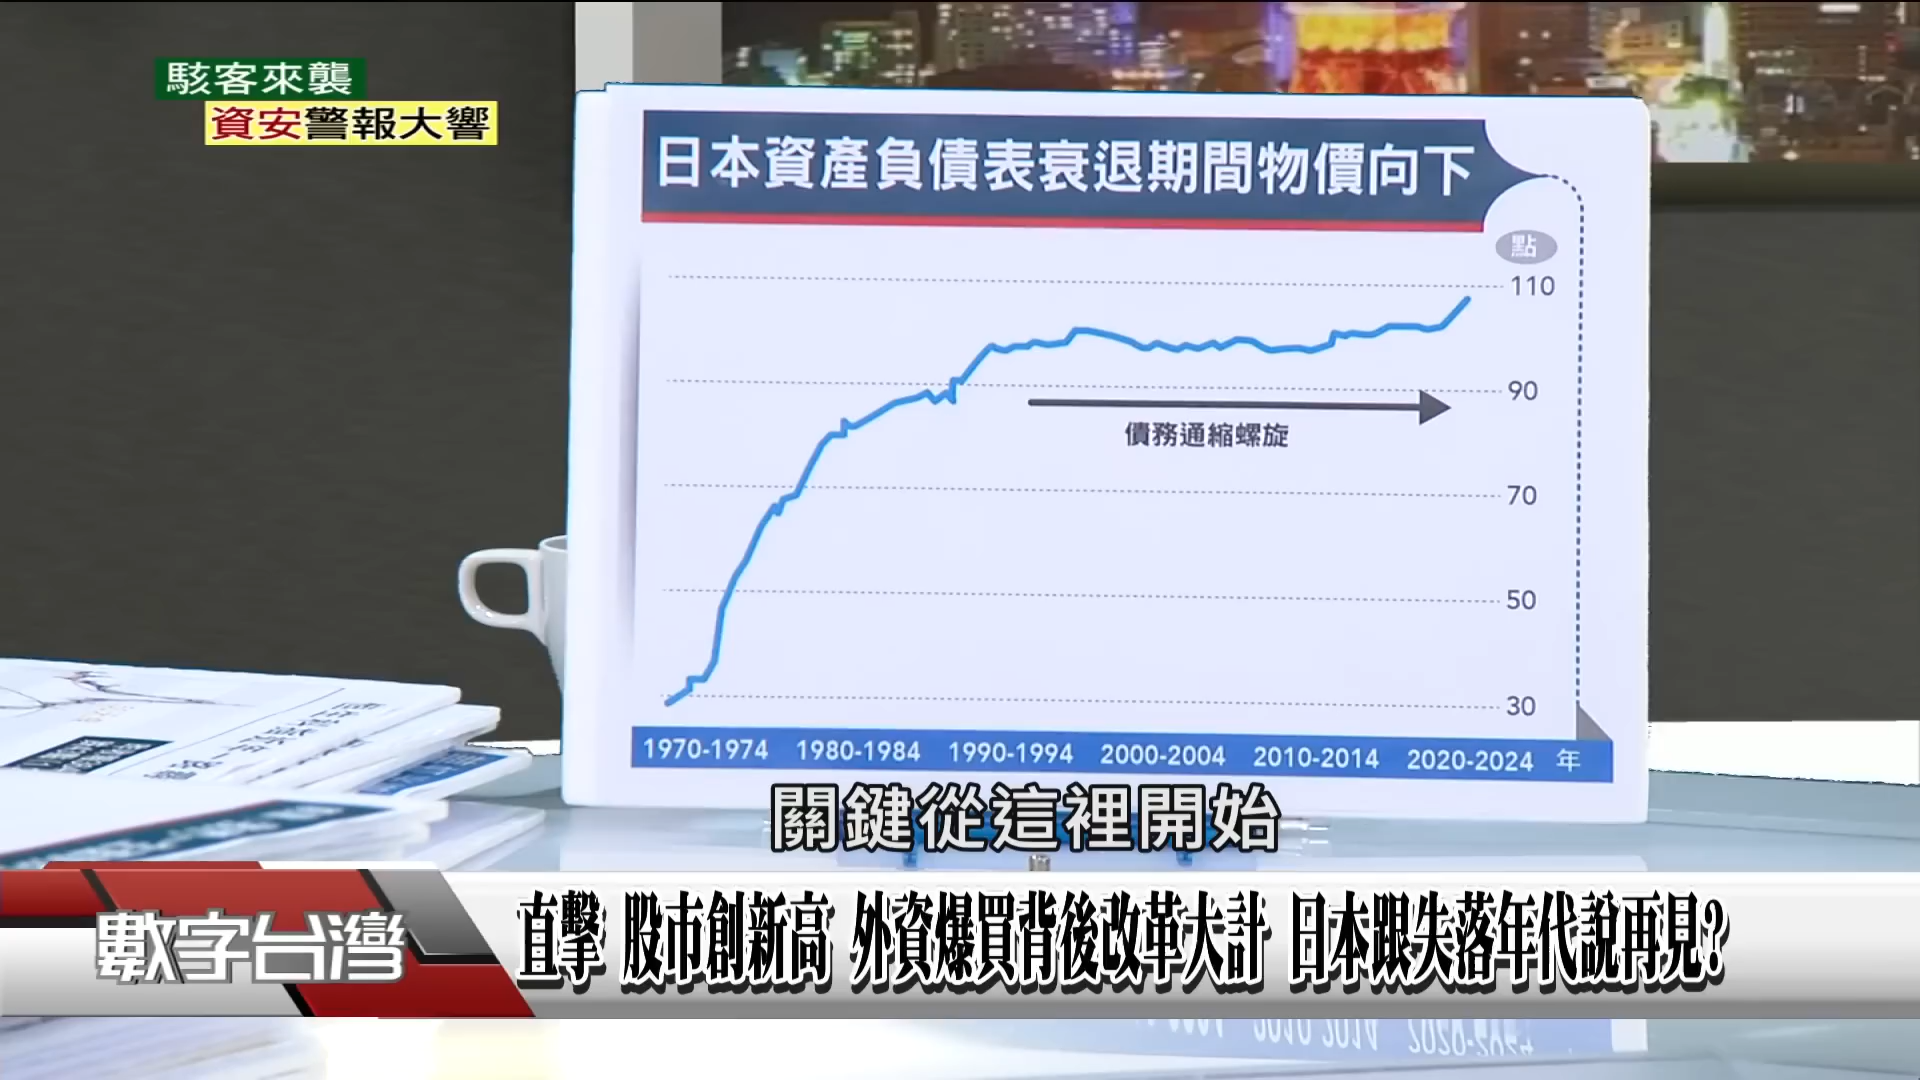 駭客來襲
資安警報大響
日本資產負債表衰退期間物價向下
點
110
90
債務通縮螺旋
70
50
30
1970-1974 1980-1984 1990-1994 2000-2004 2010-2014 2020-2024 年
關鍵從這裡開始
數字台灣
直擊 股市創新高 外資爆買背後改革大計 日本跟失落年代說再見?